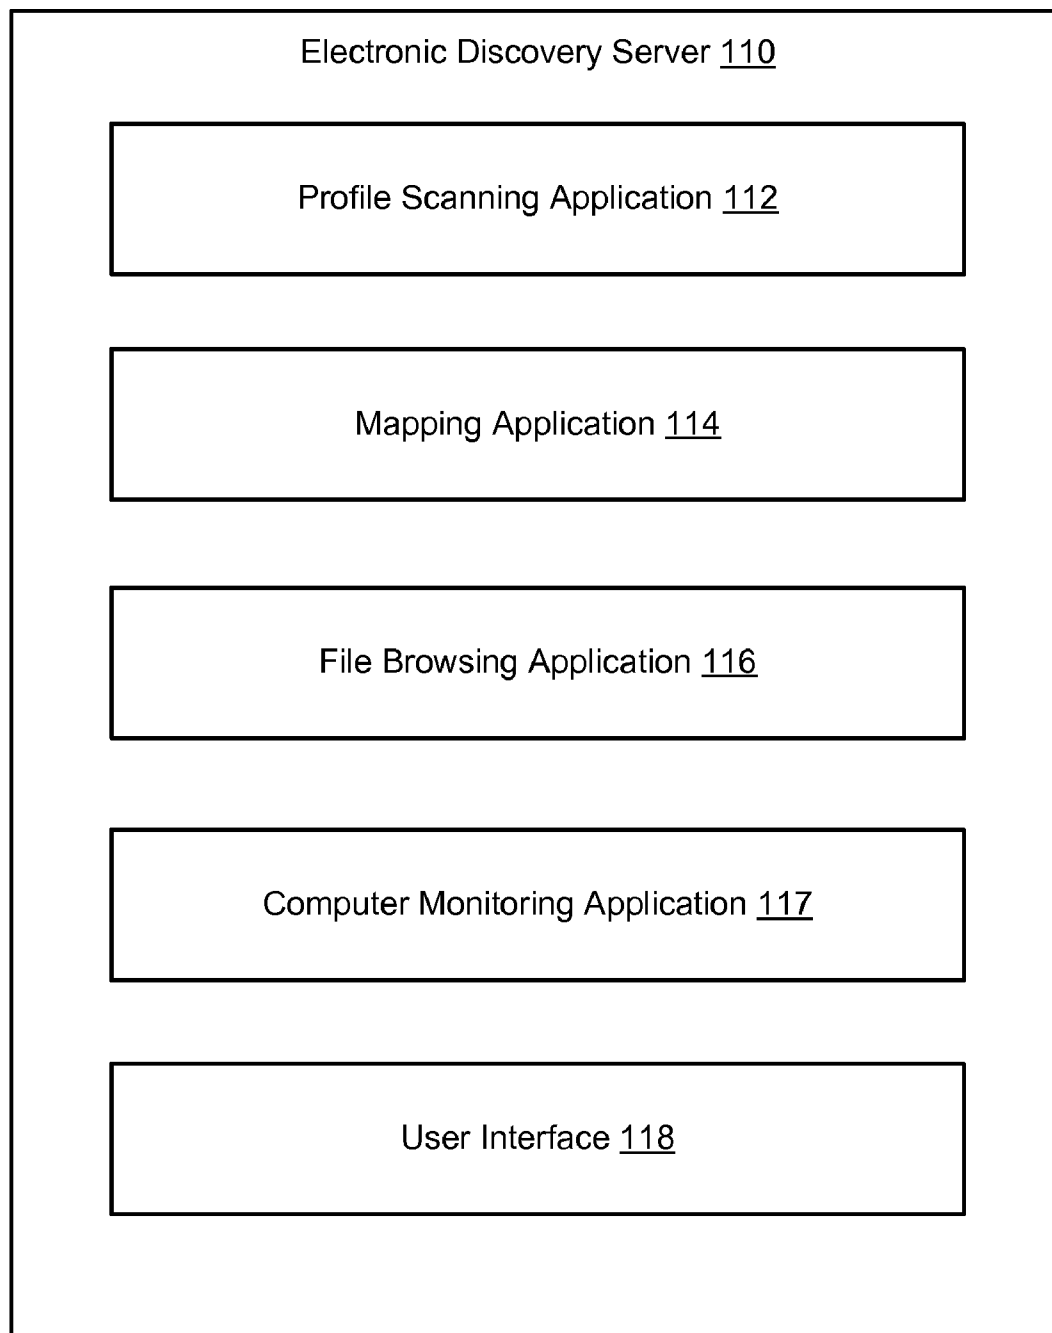 Electronic Discovery Server 110
Profile Scanning Application 112
Mapping Application 114
File Browsing Application 116
Computer Monitoring Application 117
User Interface 118